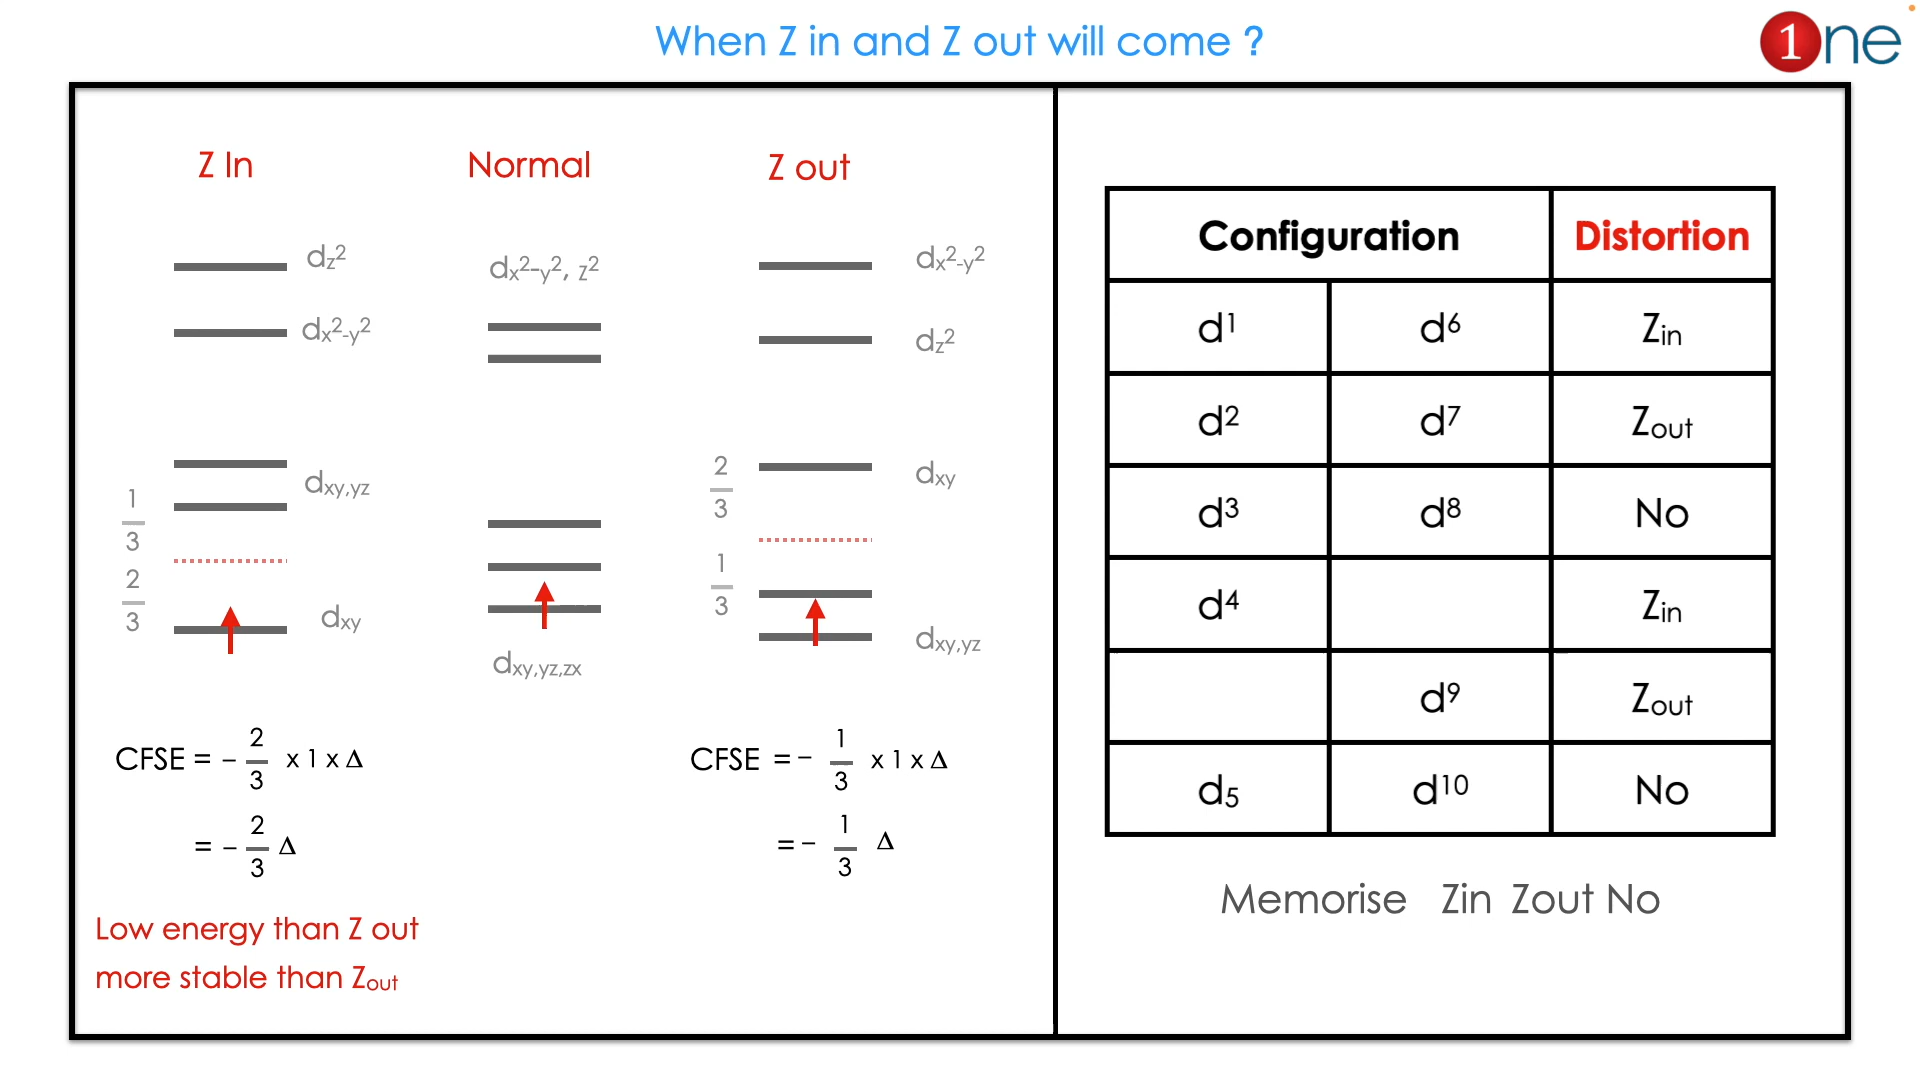 When Z in and Z out will come ?
1ne
Z In
Normal
Z out
dz²
dx²-y²
dxy,yz
1
3
2
3
dxy
dx²-y², z²
dxy,yz,zx
dx²-y²
dz²
2
3
dxy
1
3
dxy,yz
CFSE = – 2/3 x 1 x Δ
= – 2/3 Δ
CFSE = – 1/3 x 1 x Δ
= – 1/3 Δ
Low energy than Z out
more stable than Zout
Configuration Distortion
d¹ d⁶ Zin
d² d⁷ Zout
d³ d⁸ No
d⁴ Zin
d⁹ Zout
d₅ d¹⁰ No
Memorise Zin Zout No